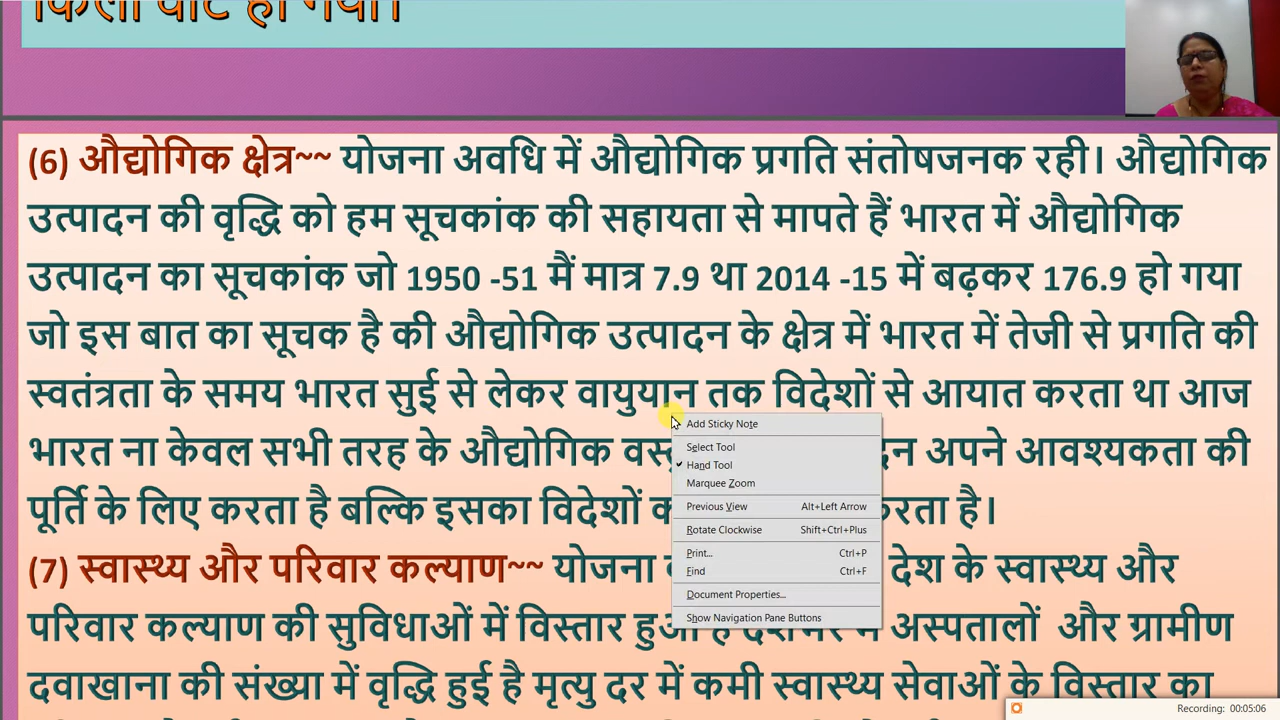 हो गया।
(6) औद्योगिक क्षेत्र~~ योजना अवधि में औद्योगिक प्रगति संतोषजनक रही। औद्योगिक
उत्पादन की वृद्धि को हम सूचकांक की सहायता से मापते हैं भारत में औद्योगिक
उत्पादन का सूचकांक जो 1950 -51 मैं मात्र 7.9 था 2014 -15 में बढ़कर 176.9 हो गया
जो इस बात का सूचक है की औद्योगिक उत्पादन के क्षेत्र में भारत में तेजी से प्रगति की
स्वतंत्रता के समय भारत सुई से लेकर वायुयान तक विदेशों से आयात करता था आज
भारत ना केवल सभी तरह के औद्योगिक अपने आवश्यकता की
पूर्ति के लिए करता है बल्कि इसका विदेशों है।
(7) स्वास्थ्य और परिवार कल्याण~~ योजना देश के स्वास्थ्य और
परिवार कल्याण की सुविधाओं में विस्तार अस्पतालों और ग्रामीण
दवाखाना की संख्या में वृद्धि हुई है मृत्यु दर में कमी स्वास्थ्य सेवाओं के विस्तार का
Add Sticky Note
Select Tool
Hand Tool
Marquee Zoom
Previous View Alt+Left Arrow
Rotate Clockwise Shift+Ctrl+Plus
Print... Ctrl+P
Find Ctrl+F
Document Properties...
Show Navigation Pane Buttons
Recording: 00:05:06